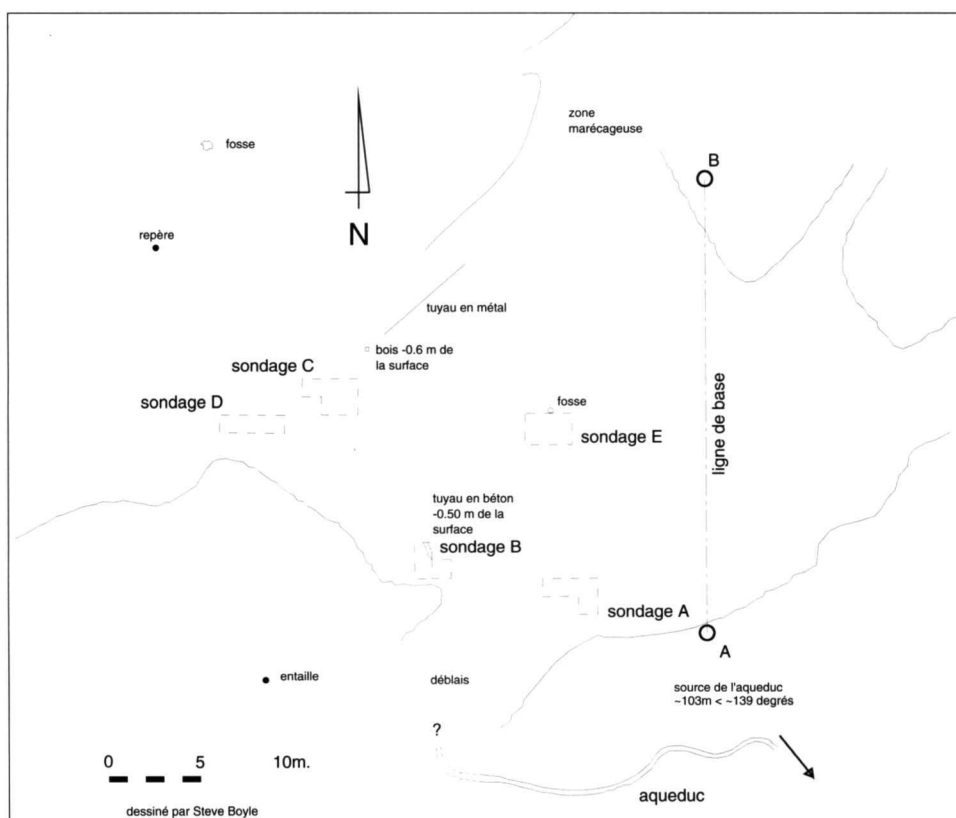 zone
marécageuse
fosse
B
N
repère
tuyau en métal
bois -0.6 m de
la surface
sondage C
sondage D
fosse
sondage E
ligne de base
tuyau en béton
-0.50 m de la
surface
sondage B
sondage A
A
entaille
déblais
source de l'aqueduc
~103m < ~139 degrés
?
0 5 10m.
aqueduc
dessiné par Steve Boyle